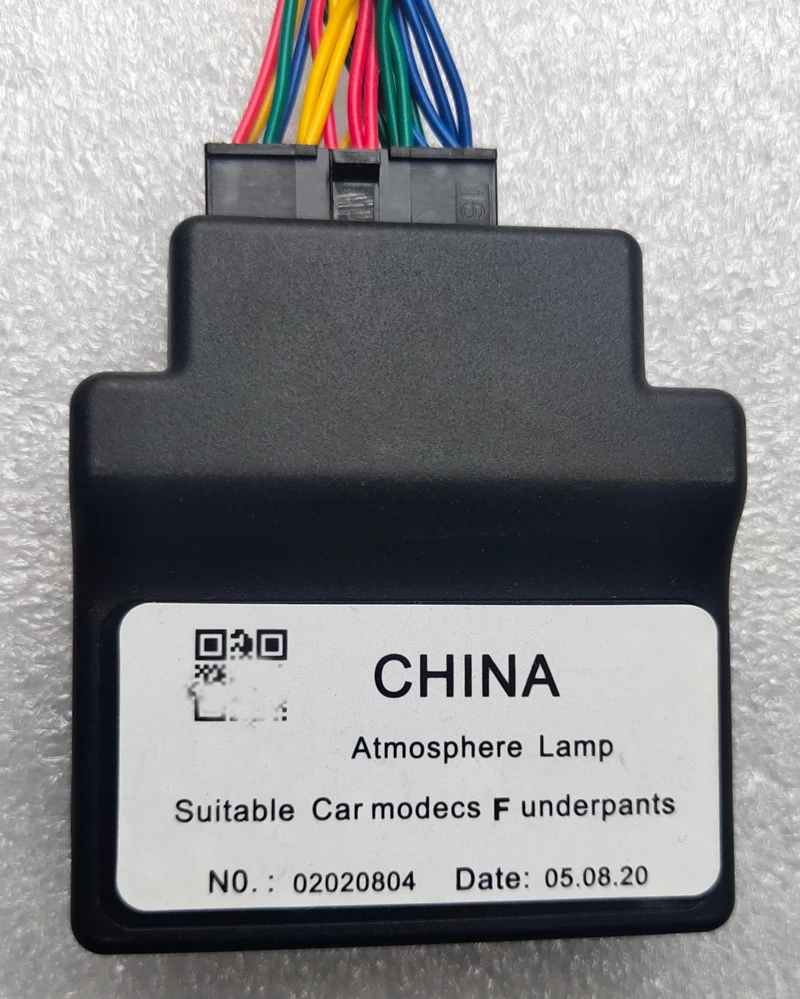 16
CHINA
Atmosphere Lamp
Suitable Car modecs F underpants
N0. : 02020804 Date: 05.08.20